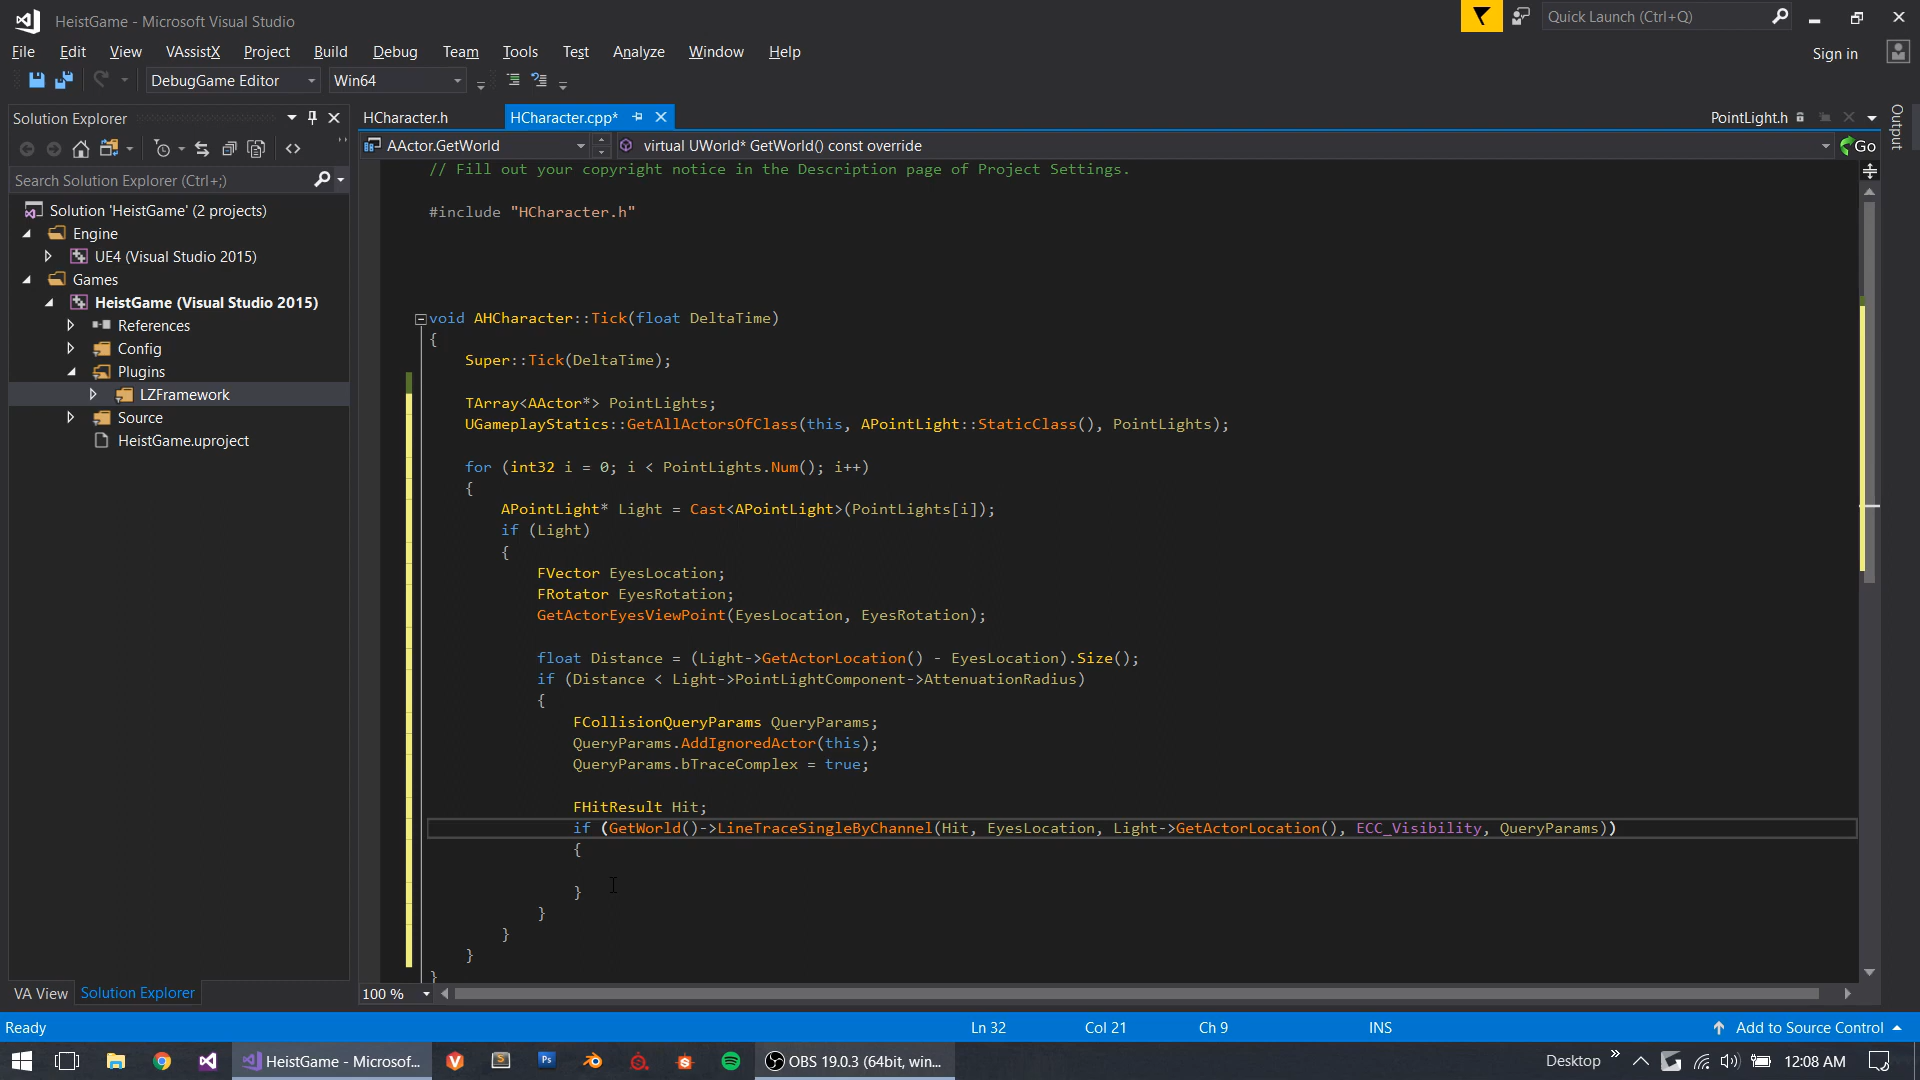 HeistGame - Microsoft Visual Studio
Quick Launch (Ctrl+Q)
File Edit View VAssistX Project Build Debug Team Tools Test Analyze Window Help
Sign in
DebugGame Editor Win64
Solution Explorer
Search Solution Explorer (Ctrl+;)
Solution 'HeistGame' (2 projects)
Engine
UE4 (Visual Studio 2015)
Games
HeistGame (Visual Studio 2015)
References
Config
Plugins
LZFramework
Source
HeistGame.uproject
VA View Solution Explorer
HCharacter.h HCharacter.cpp* PointLight.h
Output
AActor.GetWorld virtual UWorld* GetWorld() const override Go
// Fill out your copyright notice in the Description page of Project Settings.
#include "HCharacter.h"
void AHCharacter::Tick(float DeltaTime)
{
Super::Tick(DeltaTime);
TArray<AActor*> PointLights;
UGameplayStatics::GetAllActorsOfClass(this, APointLight::StaticClass(), PointLights);
for (int32 i = 0; i < PointLights.Num(); i++)
{
APointLight* Light = Cast<APointLight>(PointLights[i]);
if (Light)
{
FVector EyesLocation;
FRotator EyesRotation;
GetActorEyesViewPoint(EyesLocation, EyesRotation);
float Distance = (Light->GetActorLocation() - EyesLocation).Size();
if (Distance < Light->PointLightComponent->AttenuationRadius)
{
FCollisionQueryParams QueryParams;
QueryParams.AddIgnoredActor(this);
QueryParams.bTraceComplex = true;
FHitResult Hit;
if (GetWorld()->LineTraceSingleByChannel(Hit, EyesLocation, Light->GetActorLocation(), ECC_Visibility, QueryParams))
{
}
}
}
}
}
100 %
Ready Ln 32 Col 21 Ch 9 INS Add to Source Control
HeistGame - Microsof... OBS 19.0.3 (64bit, win... Desktop 12:08 AM